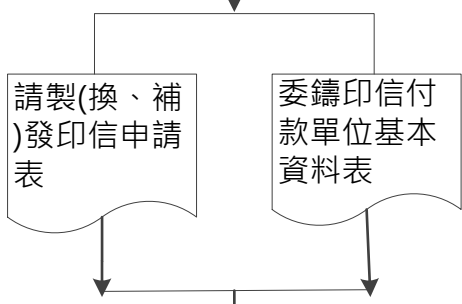 請製(換、補
)發印信申請
表
委鑄印信付
款單位基本
資料表